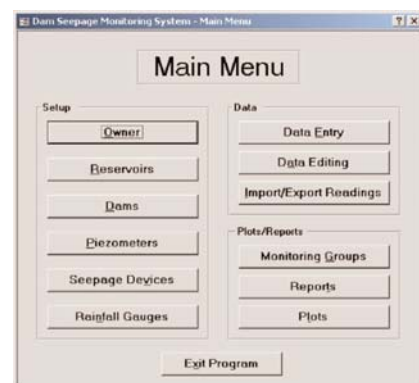 Dam Seepage Monitoring System - Main Menu
Main Menu
Setup
Owner
Reservoirs
Dams
Piezometers
Seepage Devices
Rainfall Gauges
Data
Data Entry
Data Editing
Import/Export Readings
Plots/Reports
Monitoring Groups
Reports
Plots
Exit Program